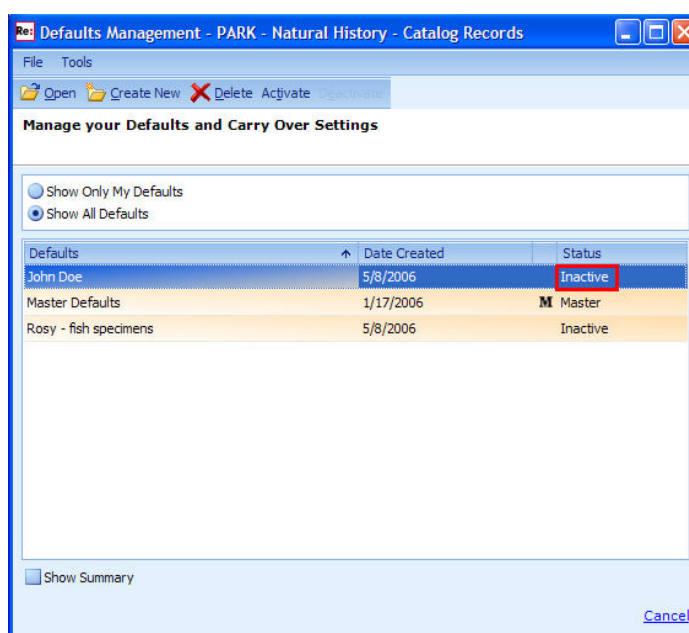 Re: Defaults Management - PARK - Natural History - Catalog Records
File Tools
Open Create New Delete Activate Deactivate
Manage your Defaults and Carry Over Settings
Show Only My Defaults
Show All Defaults
Defaults Date Created Status
John Doe 5/8/2006 Inactive
Master Defaults 1/17/2006 M Master
Rosy - fish specimens 5/8/2006 Inactive
Show Summary
Cancel